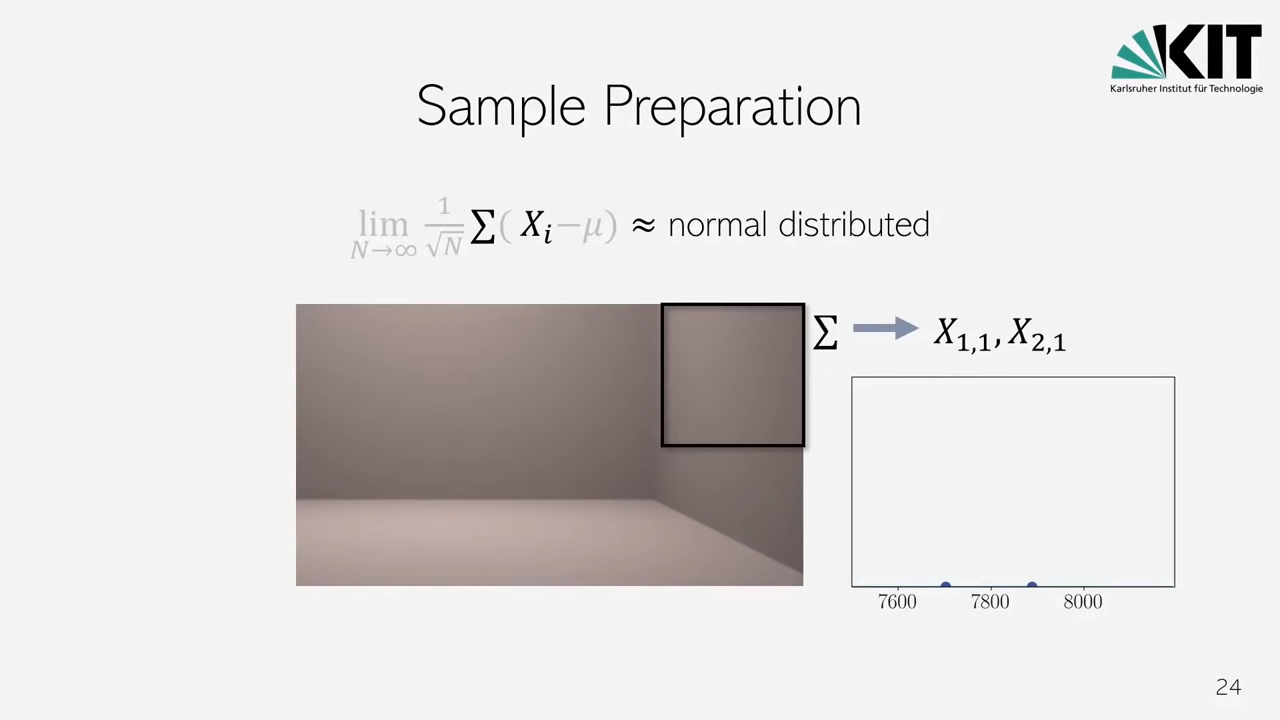 KIT
Karlsruher Institut für Technologie
Sample Preparation
lim N→∞ 1/√N ∑( X_i−μ) ≈ normal distributed
∑ → X_{1,1}, X_{2,1}
7600 7800 8000
24